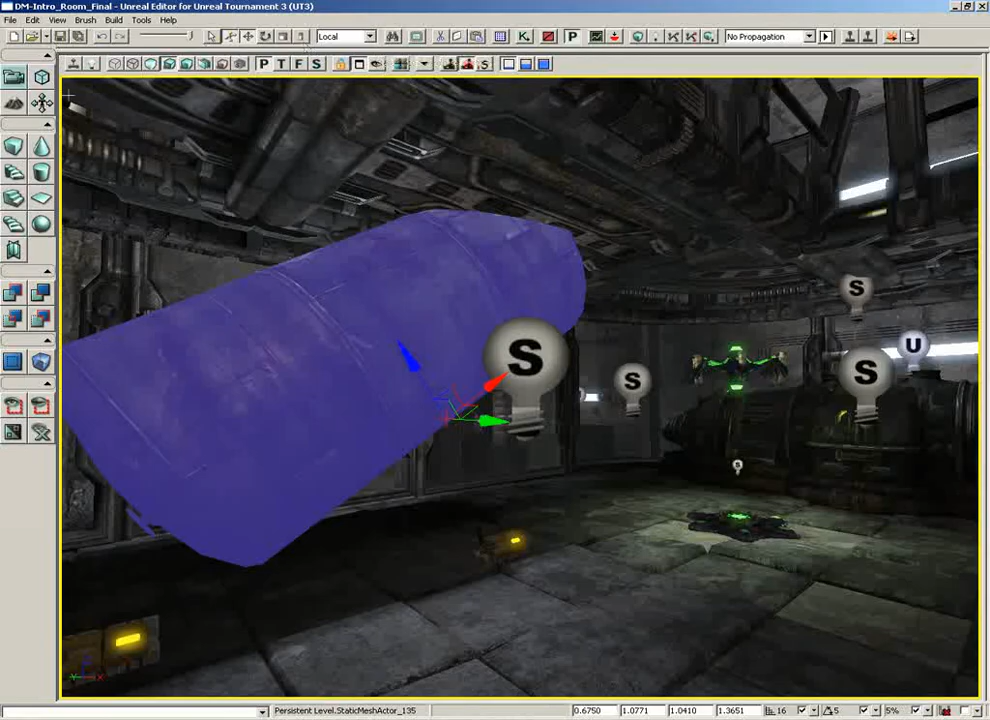 DM-Intro_Room_Final - Unreal Editor for Unreal Tournament 3 (UT3)
File Edit View Brush Build Tools Help
Local
No Propagation
P
P T F S
S
S
S
S
U
S
S
Persistent Level.StaticMeshActor_135
0.6750 1.0771 1.0410 1.3651 16 5 5%